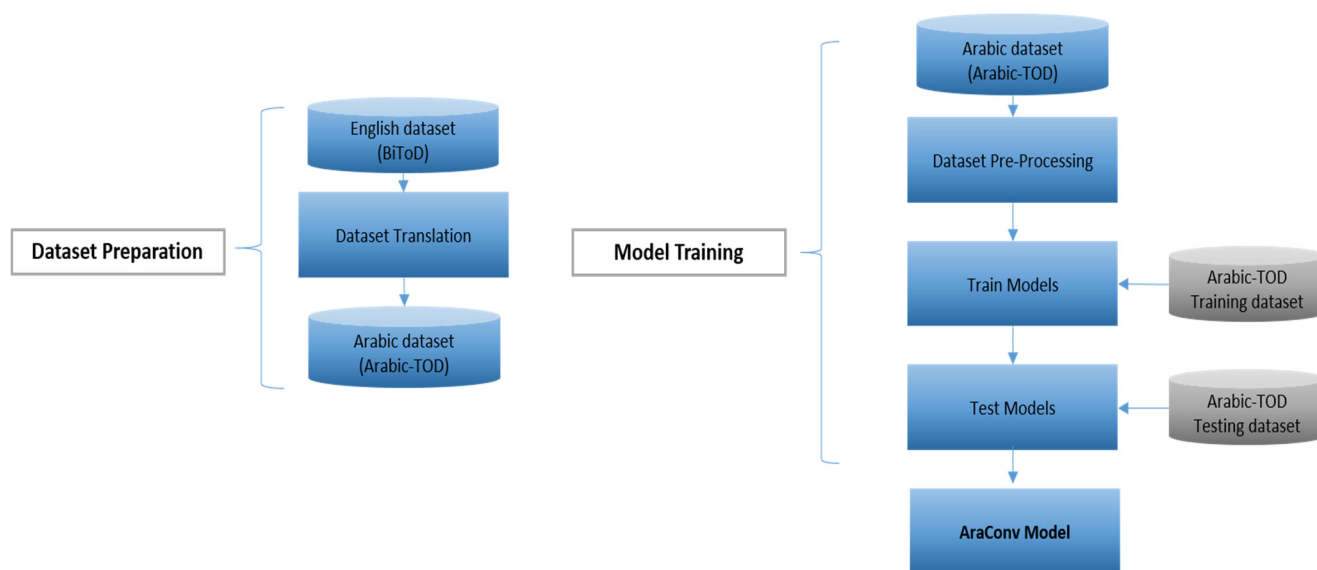 Dataset Preparation
English dataset
(BiToD)
Dataset Translation
Arabic dataset
(Arabic-TOD)
Model Training
Arabic dataset
(Arabic-TOD)
Dataset Pre-Processing
Train Models
Arabic-TOD
Training dataset
Test Models
Arabic-TOD
Testing dataset
AraConv Model